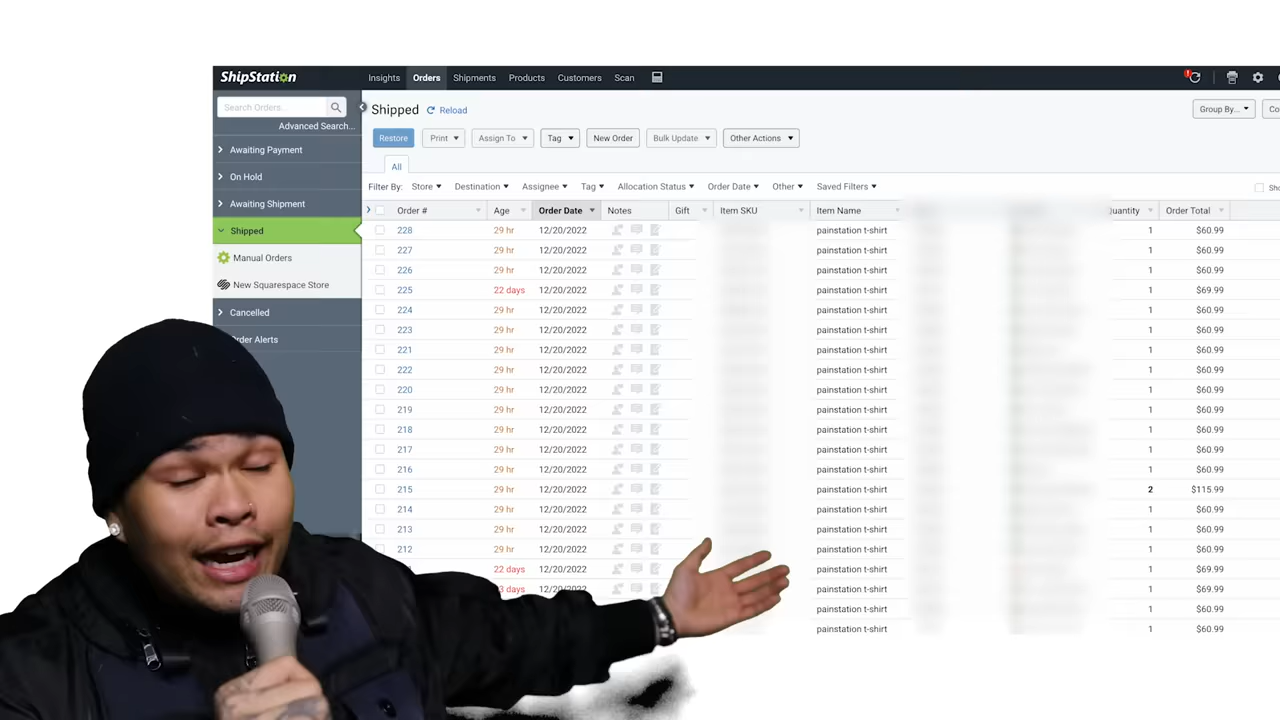 ShipStation Insights Orders Shipments Products Customers Scan
Search Orders...
Advanced Search...
Awaiting Payment
On Hold
Awaiting Shipment
Shipped
Manual Orders
New Squarespace Store
Cancelled
Order Alerts
Shipped Reload Group By...
Restore Print Assign To Tag New Order Bulk Update Other Actions
All
Filter By: Store Destination Assignee Tag Allocation Status Order Date Other Saved Filters
Order # Age Order Date Notes Gift Item SKU Item Name Quantity Order Total
228 29 hr 12/20/2022 painstation t-shirt 1 $60.99
227 29 hr 12/20/2022 painstation t-shirt 1 $60.99
226 29 hr 12/20/2022 painstation t-shirt 1 $60.99
225 22 days 12/20/2022 painstation t-shirt 1 $69.99
224 29 hr 12/20/2022 painstation t-shirt 1 $60.99
223 29 hr 12/20/2022 painstation t-shirt 1 $60.99
221 29 hr 12/20/2022 painstation t-shirt 1 $60.99
222 29 hr 12/20/2022 painstation t-shirt 1 $60.99
220 29 hr 12/20/2022 painstation t-shirt 1 $60.99
219 29 hr 12/20/2022 painstation t-shirt 1 $60.99
218 29 hr 12/20/2022 painstation t-shirt 1 $60.99
217 29 hr 12/20/2022 painstation t-shirt 1 $60.99
216 29 hr 12/20/2022 painstation t-shirt 1 $60.99
215 29 hr 12/20/2022 painstation t-shirt 2 $115.99
214 29 hr 12/20/2022 painstation t-shirt 1 $60.99
213 29 hr 12/20/2022 painstation t-shirt 1 $60.99
212 29 hr 12/20/2022 painstation t-shirt 1 $60.99
22 days 12/20/2022 painstation t-shirt 1 $69.99
days 12/20/2022 painstation t-shirt 1 $69.99
painstation t-shirt 1 $60.99
painstation t-shirt 1 $60.99